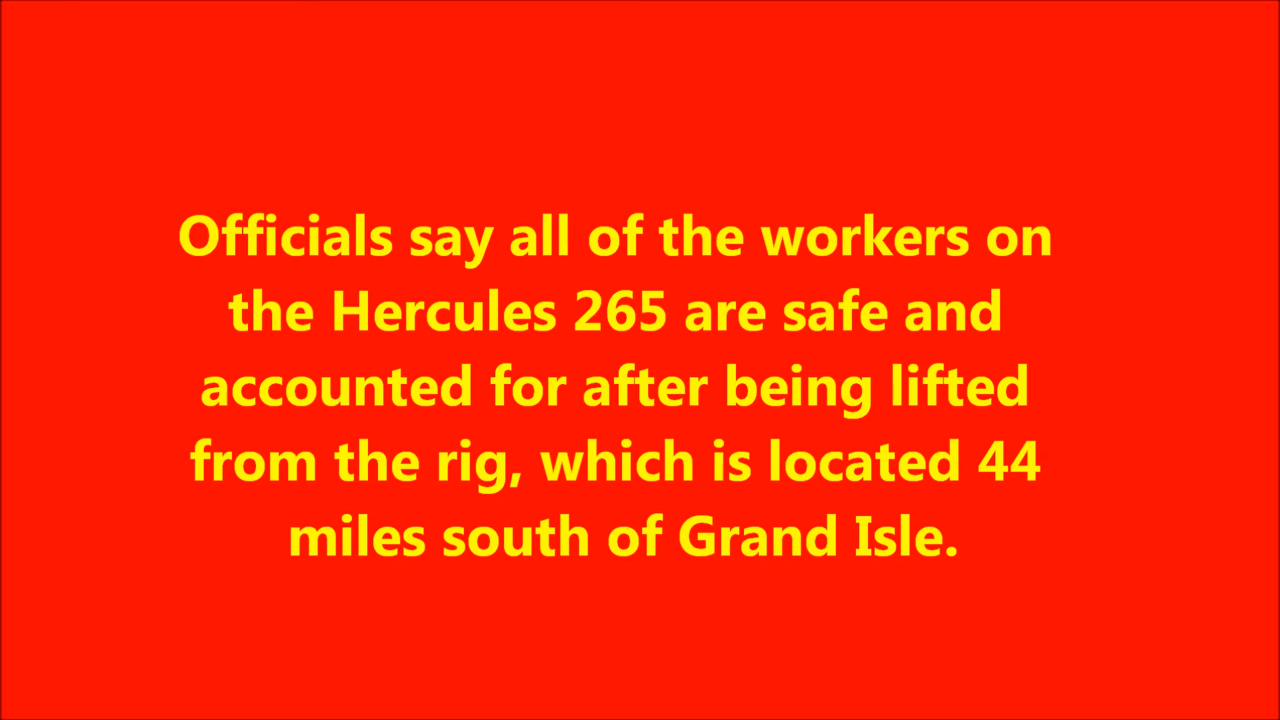 Officials say all of the workers on
the Hercules 265 are safe and
accounted for after being lifted
from the rig, which is located 44
miles south of Grand Isle.